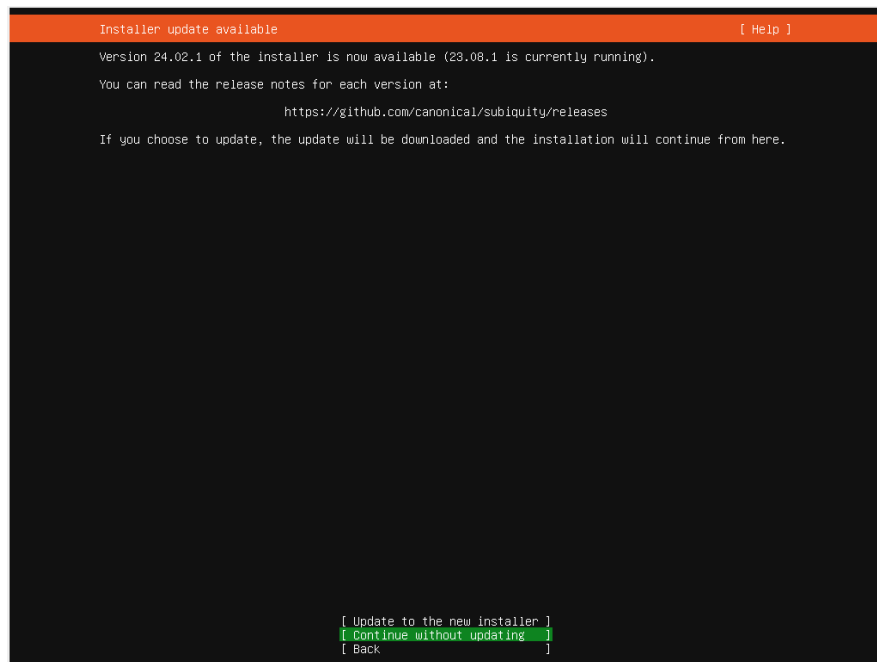 Installer update available [ Help ]
Version 24.02.1 of the installer is now available (23.08.1 is currently running).
You can read the release notes for each version at:
https://github.com/canonical/subiquity/releases
If you choose to update, the update will be downloaded and the installation will continue from here.
[ Update to the new installer ]
[ Continue without updating ]
[ Back ]